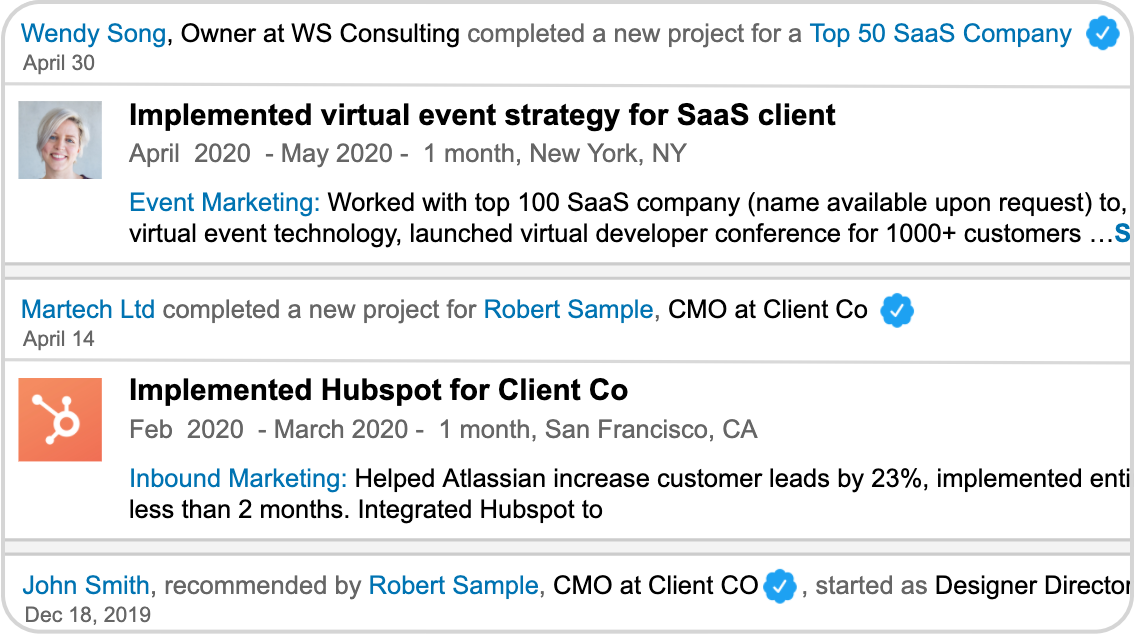 Wendy Song, Owner at WS Consulting completed a new project for a Top 50 SaaS Company
April 30
Implemented virtual event strategy for SaaS client
April 2020 - May 2020 - 1 month, New York, NY
Event Marketing: Worked with top 100 SaaS company (name available upon request) to,
virtual event technology, launched virtual developer conference for 1000+ customers …S
Martech Ltd completed a new project for Robert Sample, CMO at Client Co
April 14
Implemented Hubspot for Client Co
Feb 2020 - March 2020 - 1 month, San Francisco, CA
Inbound Marketing: Helped Atlassian increase customer leads by 23%, implemented enti
less than 2 months. Integrated Hubspot to
John Smith, recommended by Robert Sample, CMO at Client CO , started as Designer Director
Dec 18, 2019